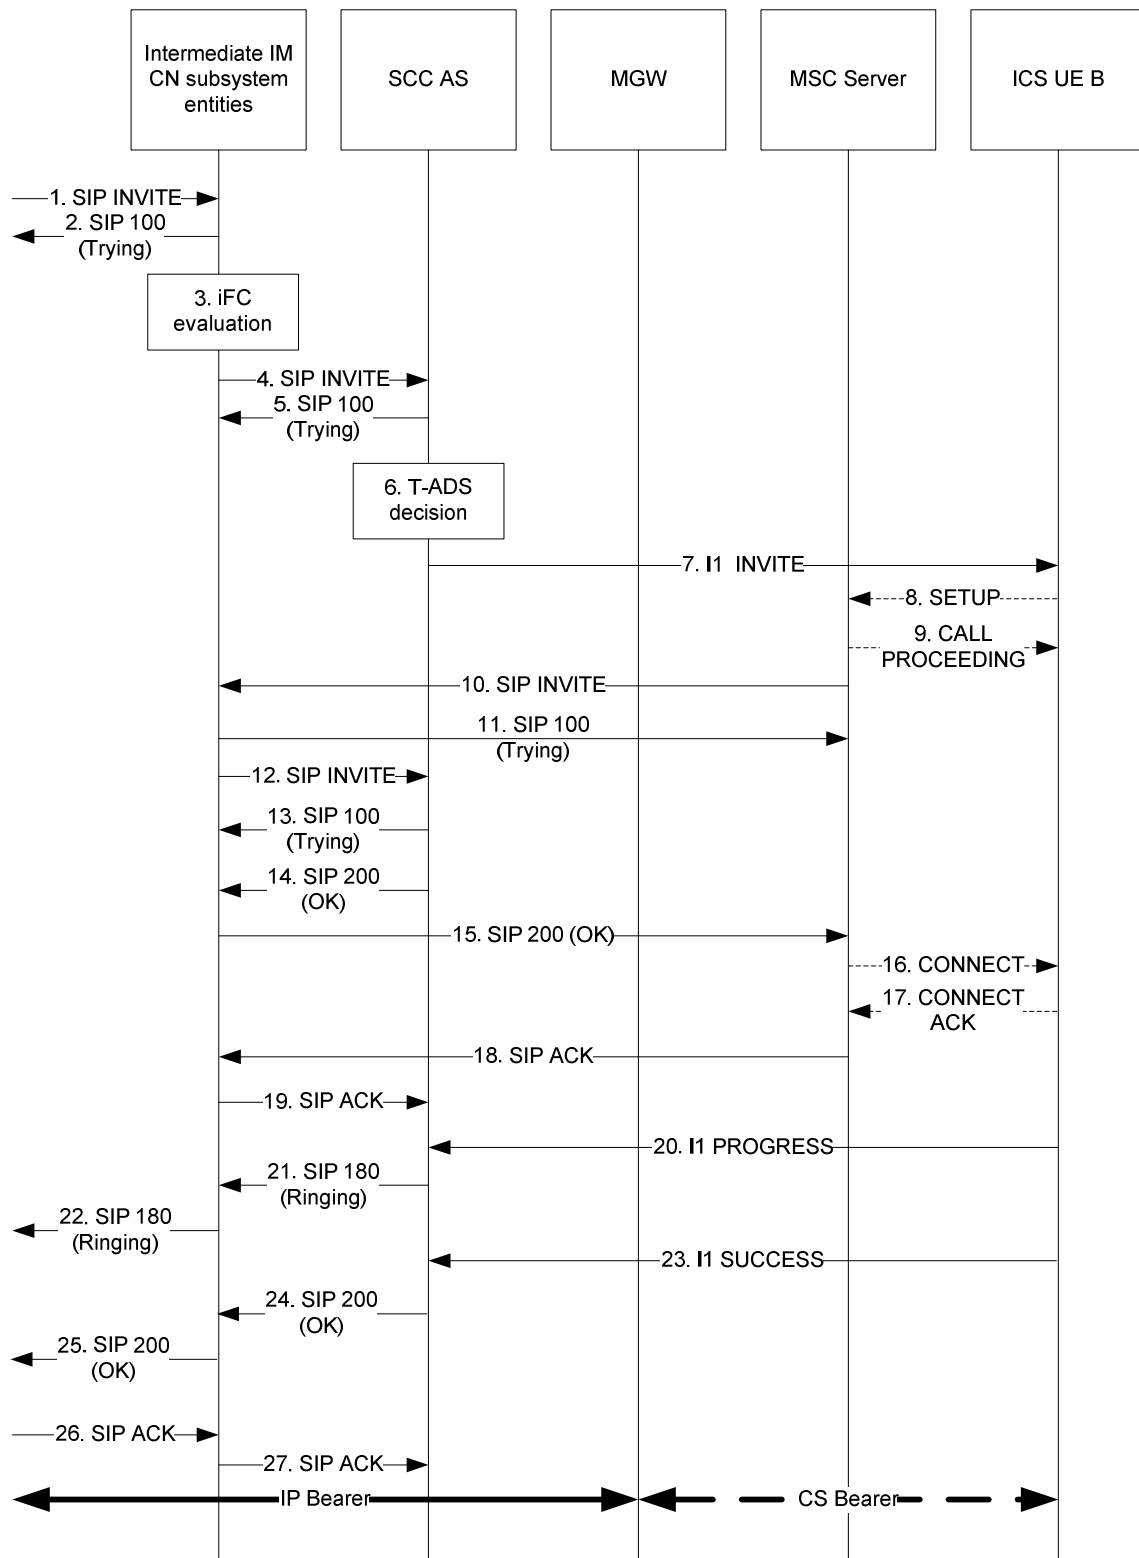 Intermediate IM
CN subsystem
entities
SCC AS
MGW
MSC Server
ICS UE B
1. SIP INVITE
2. SIP 100
(Trying)
3. iFC
evaluation
4. SIP INVITE
5. SIP 100
(Trying)
6. T-ADS
decision
7. I1 INVITE
8. SETUP
9. CALL
PROCEEDING
10. SIP INVITE
11. SIP 100
(Trying)
12. SIP INVITE
13. SIP 100
(Trying)
14. SIP 200
(OK)
15. SIP 200 (OK)
16. CONNECT
17. CONNECT
ACK
18. SIP ACK
19. SIP ACK
20. I1 PROGRESS
21. SIP 180
(Ringing)
22. SIP 180
(Ringing)
23. I1 SUCCESS
24. SIP 200
(OK)
25. SIP 200
(OK)
26. SIP ACK
27. SIP ACK
IP Bearer
CS Bearer